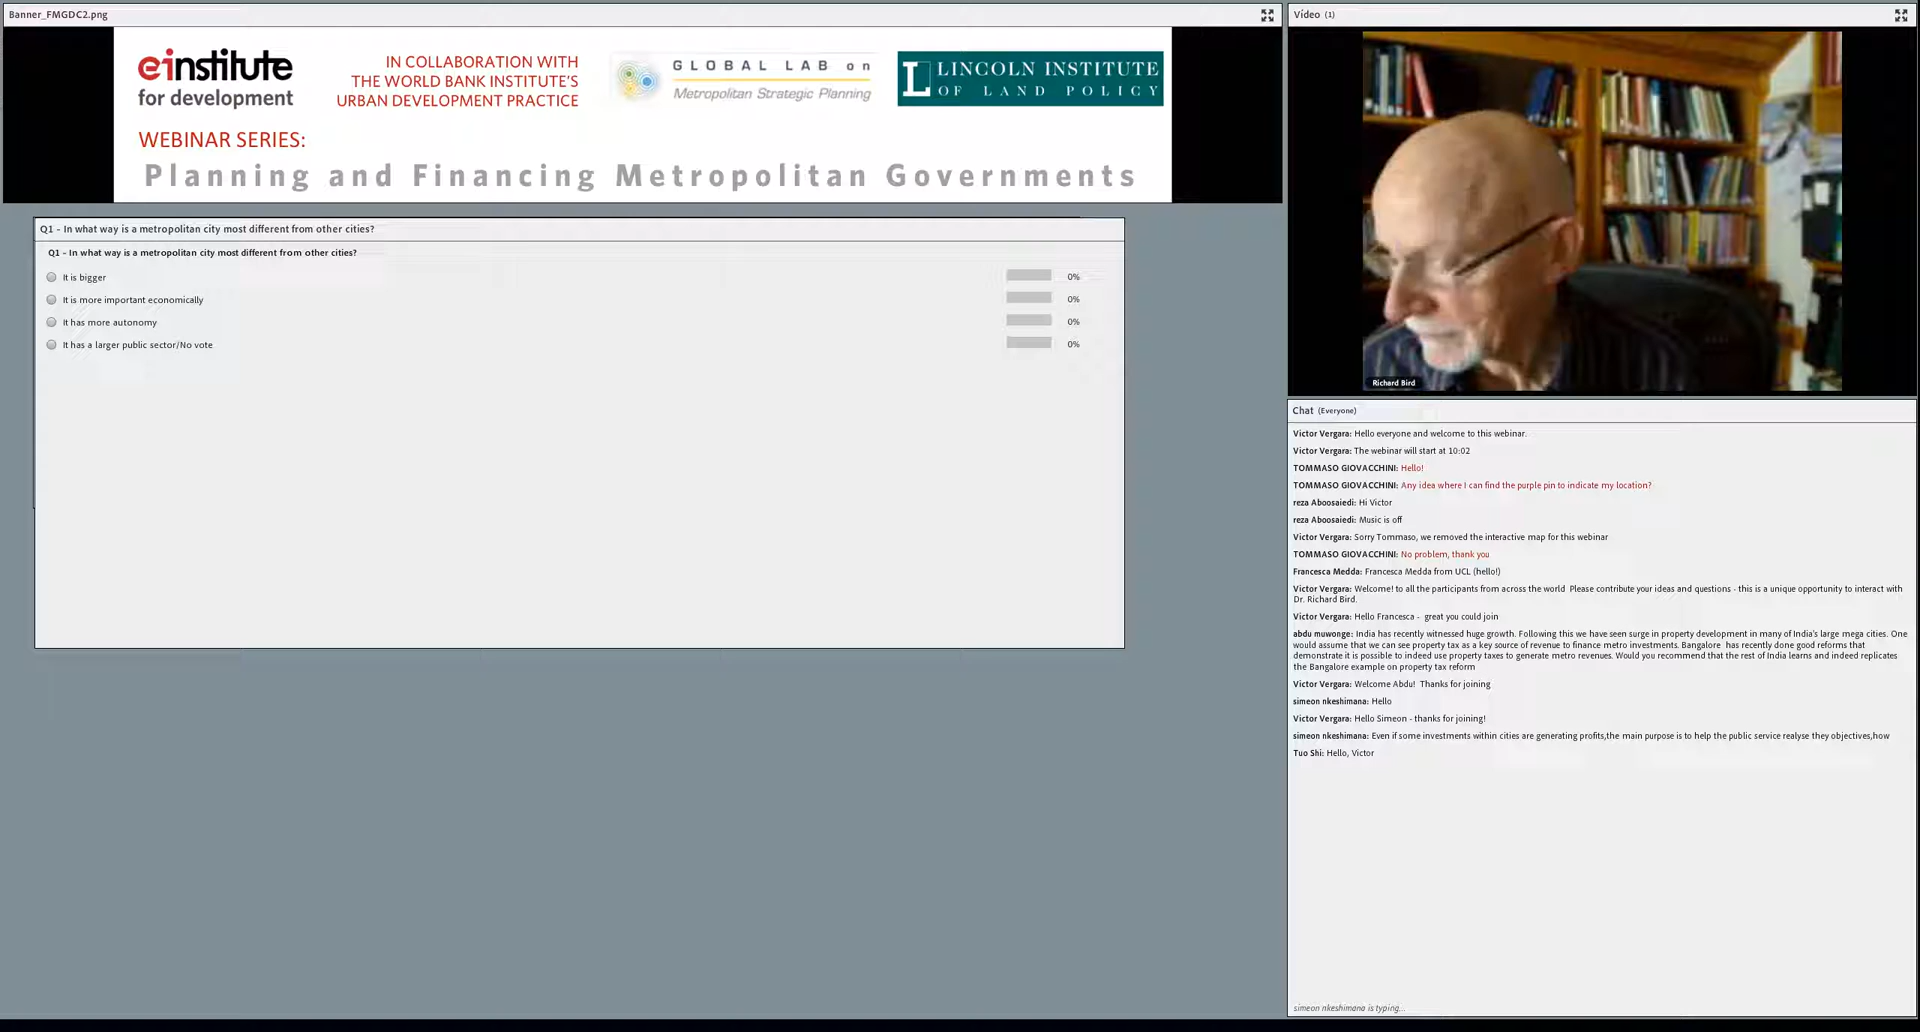 Banner_FMGDC2.png
einstitute
for development
IN COLLABORATION WITH
THE WORLD BANK INSTITUTE'S
URBAN DEVELOPMENT PRACTICE
GLOBAL LAB on
Metropolitan Strategic Planning
L LINCOLN INSTITUTE
OF LAND POLICY
WEBINAR SERIES:
Planning and Financing Metropolitan Governments
Q1 - In what way is a metropolitan city most different from other cities?
Q1 - In what way is a metropolitan city most different from other cities?
It is bigger 0%
It is more important economically 0%
It has more autonomy 0%
It has a larger public sector/No vote 0%
Vídeo (1)
Richard Bird
Chat (Everyone)
Victor Vergara: Hello everyone and welcome to this webinar.
Victor Vergara: The webinar will start at 10:02
TOMMASO GIOVACCHINI: Hello!
TOMMASO GIOVACCHINI: Any idea where I can find the purple pin to indicate my location?
reza Aboosaiedi: Hi Victor
reza Aboosaiedi: Music is off
Victor Vergara: Sorry Tommaso, we removed the interactive map for this webinar
TOMMASO GIOVACCHINI: No problem, thank you
Francesca Medda: Francesca Medda from UCL (hello!)
Victor Vergara: Welcome! to all the participants from across the world  Please contribute your ideas and questions - this is a unique opportunity to interact with
Dr. Richard Bird.
Victor Vergara: Hello Francesca -  great you could join
abdu muwonge: India has recently witnessed huge growth. Following this we have seen surge in property development in many of India's large mega cities. One
would assume that we can see property tax as a key source of revenue to finance metro investments. Bangalore  has recently done good reforms that
demonstrate it is possible to indeed use property taxes to generate metro revenues. Would you recommend that the rest of India learns and indeed replicates
the Bangalore example on property tax reform
Victor Vergara: Welcome Abdu!  Thanks for joining
simeon nkeshimana: Hello
Victor Vergara: Hello Simeon - thanks for joining!
simeon nkeshimana: Even if some investments within cities are generating profits,the main purpose is to help the public service realyse they objectives,how
Tuo Shi: Hello, Victor
simeon nkeshimana is typing...